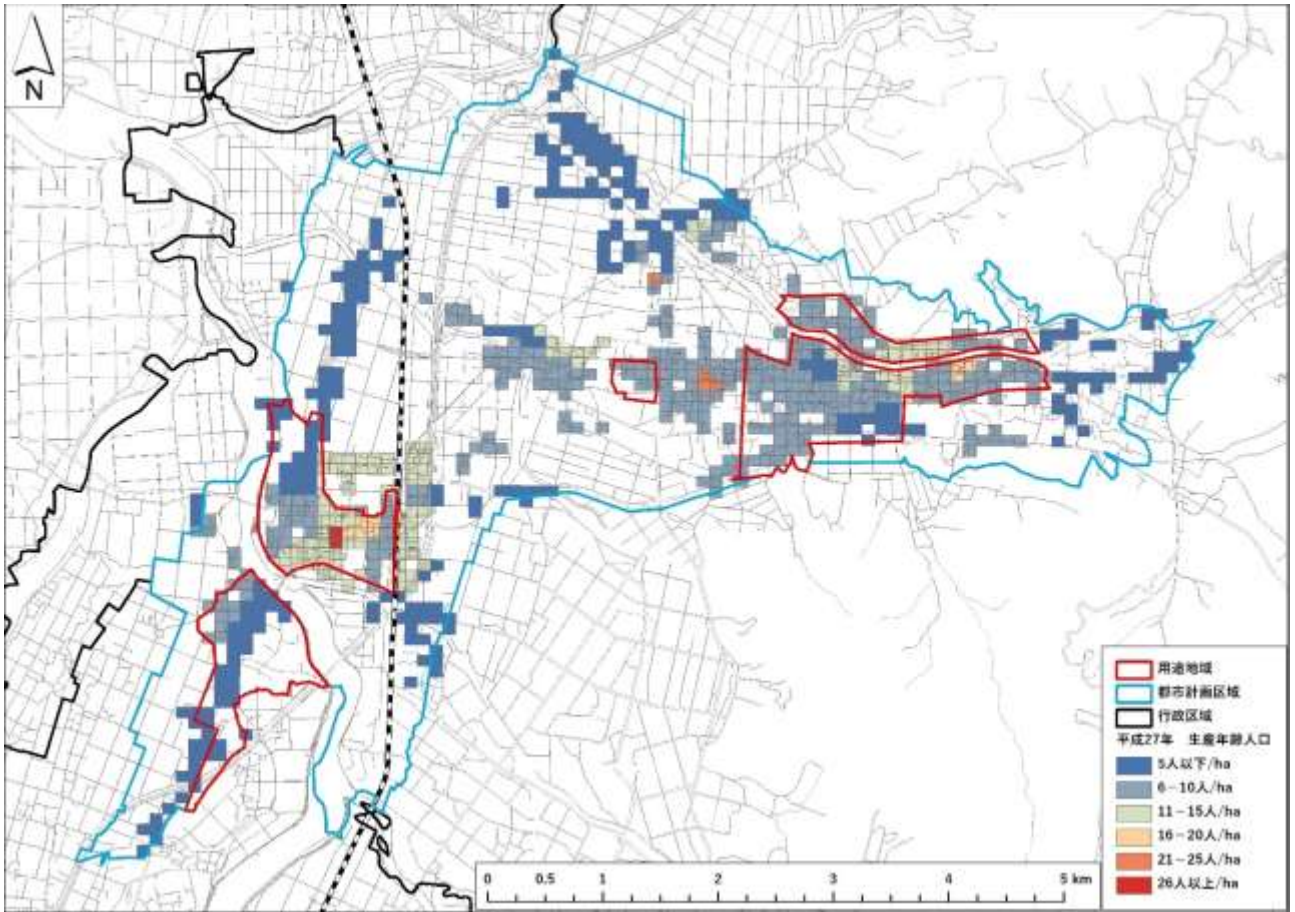 N
用途地域
都市計画区域
行政区域
平成27年 生産年齢人口
5人以下/ha
6－10人/ha
11－15人/ha
16－20人/ha
21－25人/ha
26人以上/ha
0 0.5 1 2 3 4 5 km